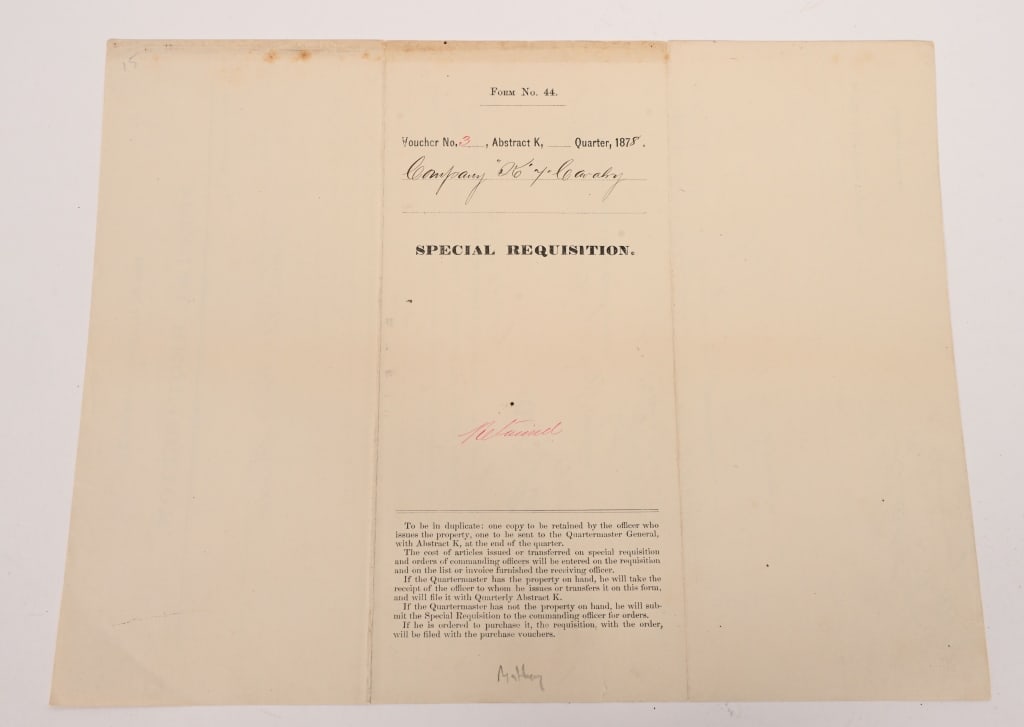 15
Form No. 44.
Voucher No. 3 , Abstract K, Quarter, 1878.
Company "K" 7" Cavalry
SPECIAL REQUISITION.
Retained
To be in duplicate: one copy to be retained by the officer who
issues the property, one to be sent to the Quartermaster General,
with Abstract K, at the end of the quarter.
The cost of articles issued or transferred on special requisition
and orders of commanding officers will be entered on the requisition
and on the list or invoice furnished the receiving officer.
If the Quartermaster has the property on hand, he will take the
receipt of the officer to whom he issues or transfers it on this form,
and will file it with Quarterly Abstract K.
If the Quartermaster has not the property on hand, he will sub-
mit the Special Requisition to the commanding officer for orders.
If he is ordered to purchase it, the requisition, with the order,
will be filed with the purchase vouchers.